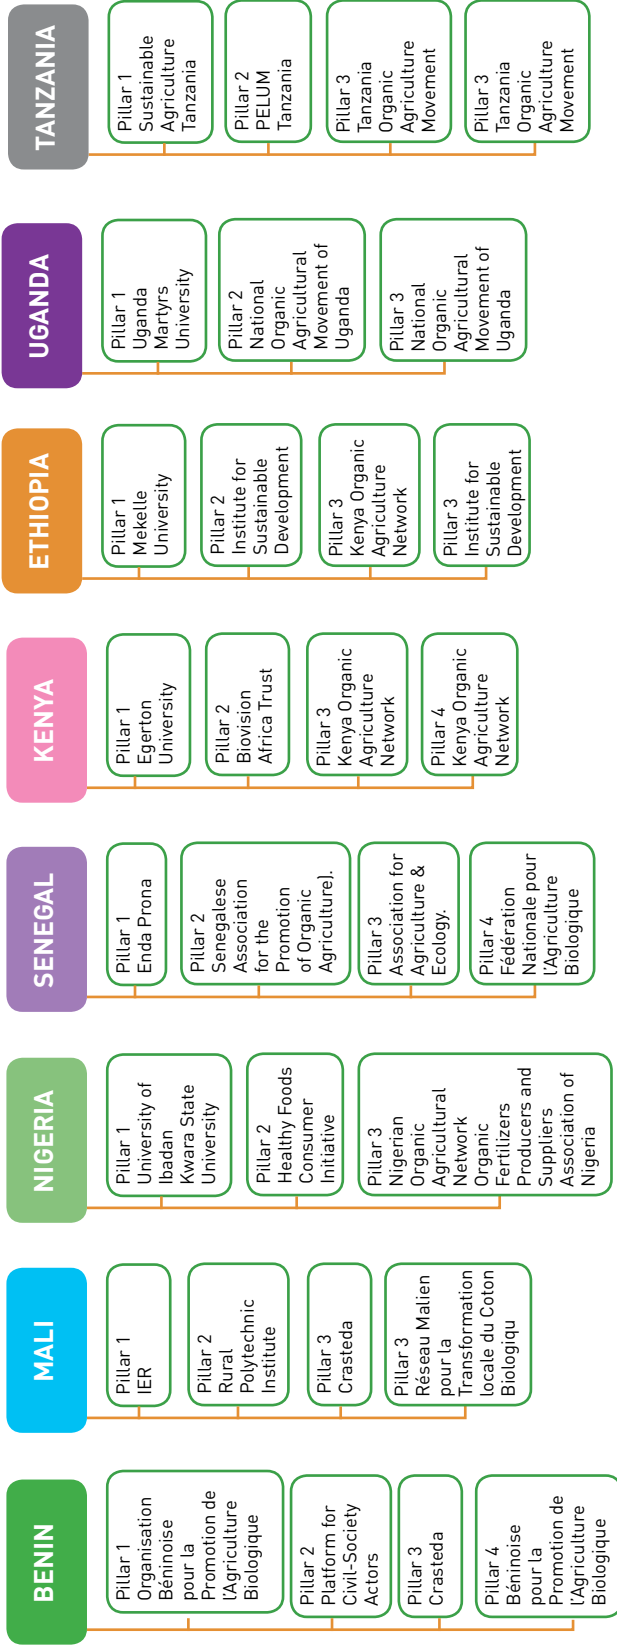 BENIN
Pillar 1
Organisation
Béninoise
pour la
Promotion de
l'Agriculture
Biologique
Pillar 2
Platform for
Civil-Society
Actors
Pillar 3
Crasteda
Pillar 4
Béninoise
pour la
Promotion de
l'Agriculture
Biologique
MALI
Pillar 1
IER
Pillar 2
Rural
Polytechnic
Institute
Pillar 3
Crasteda
Pillar 3
Réseau Malien
pour la
Transformation
locale du Coton
Biologiqu
NIGERIA
Pillar 1
University of
Ibadan
Kwara State
University
Pillar 2
Healthy Foods
Consumer
Initiative
Pillar 3
Nigerian
Organic
Agricultural
Network
Organic
Fertilizers
Producers and
Suppliers
Association of
Nigeria
SENEGAL
Pillar 1
Enda Prona
Pillar 2
Senegalese
Association
for the
Promotion
of Organic
Agriculture).
Pillar 3
Association for
Agriculture &
Ecology.
Pillar 4
Fédération
Nationale pour
l'Agriculture
Biologique
KENYA
Pillar 1
Egerton
University
Pillar 2
Biovision
Africa Trust
Pillar 3
Kenya Organic
Agriculture
Network
Pillar 4
Kenya Organic
Agriculture
Network
ETHIOPIA
Pillar 1
Mekelle
University
Pillar 2
Institute for
Sustainable
Development
Pillar 3
Kenya Organic
Agriculture
Network
Pillar 3
Institute for
Sustainable
Development
UGANDA
Pillar 1
Uganda
Martyrs
University
Pillar 2
National
Organic
Agricultural
Movement of
Uganda
Pillar 3
National
Organic
Agricultural
Movement of
Uganda
TANZANIA
Pillar 1
Sustainable
Agriculture
Tanzania
Pillar 2
PELUM
Tanzania
Pillar 3
Tanzania
Organic
Agriculture
Movement
Pillar 3
Tanzania
Organic
Agriculture
Movement